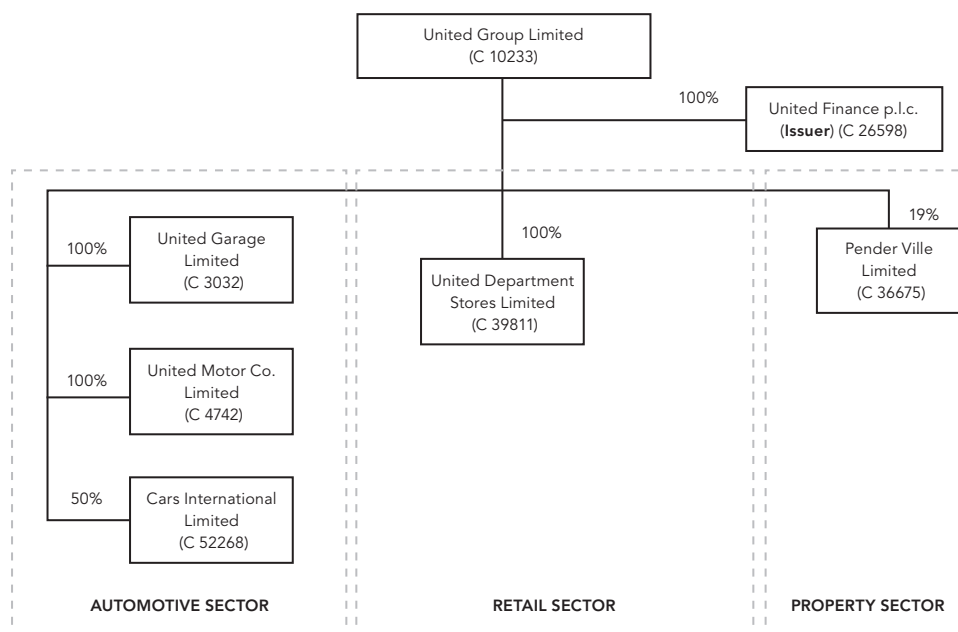 United Group Limited
(C 10233)
100%
United Finance p.l.c.
(Issuer) (C 26598)
100%
United Garage
Limited
(C 3032)
100%
United Motor Co.
Limited
(C 4742)
50%
Cars International
Limited
(C 52268)
AUTOMOTIVE SECTOR
100%
United Department
Stores Limited
(C 39811)
RETAIL SECTOR
19%
Pender Ville
Limited
(C 36675)
PROPERTY SECTOR